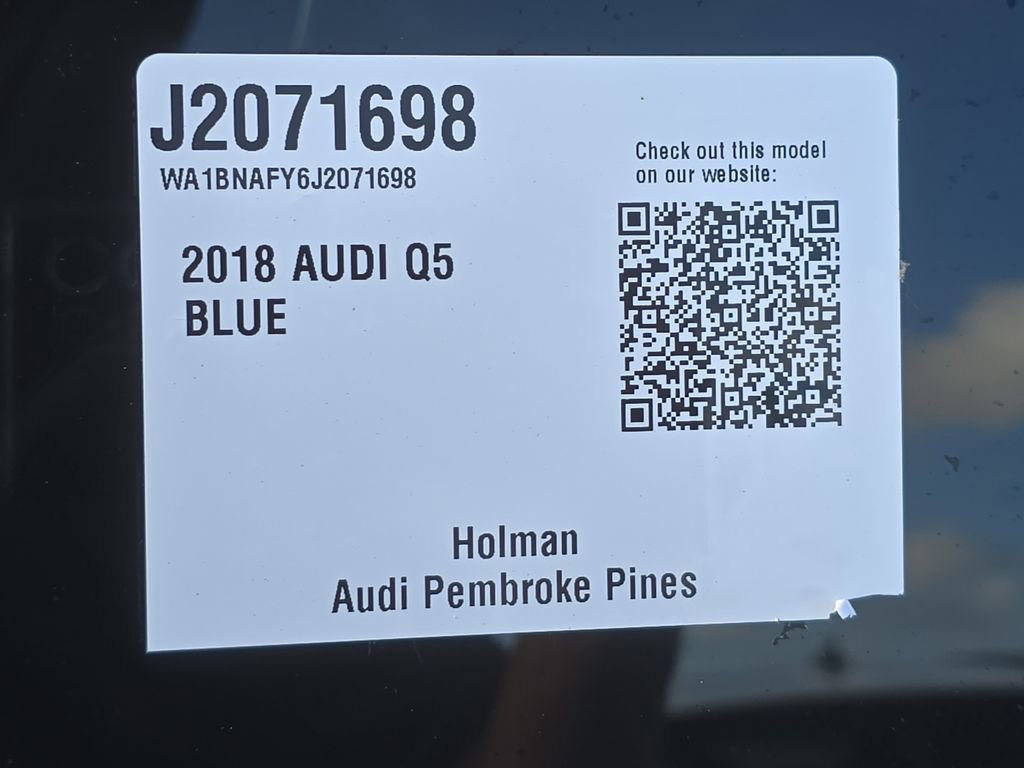 J2071698
WA1BNAFY6J2071698
Check out this model
on our website:
2018 AUDI Q5
BLUE
Holman
Audi Pembroke Pines